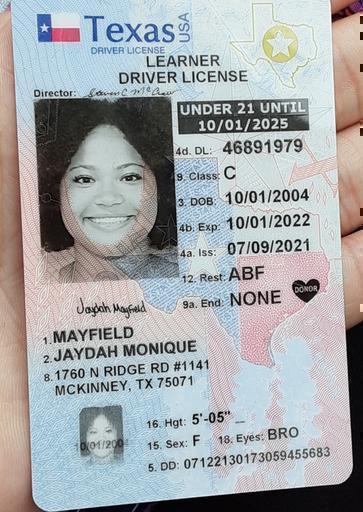 Texas USA
DRIVER LICENSE
LEARNER
DRIVER LICENSE
Director:
UNDER 21 UNTIL
10/01/2025
4d. DL: 46891979
9. Class: C
3. DOB: 10/01/2004
4b. Exp: 10/01/2022
4a. Iss: 07/09/2021
12. Rest: ABF
9a. End: NONE
DONOR
Jaydah Mayfield
1. MAYFIELD
2. JAYDAH MONIQUE
8. 1760 N RIDGE RD #1141
MCKINNEY, TX 75071
10/01/2004
16. Hgt: 5'-05"
15. Sex: F 18. Eyes: BRO
5. DD: 07122130173059455683